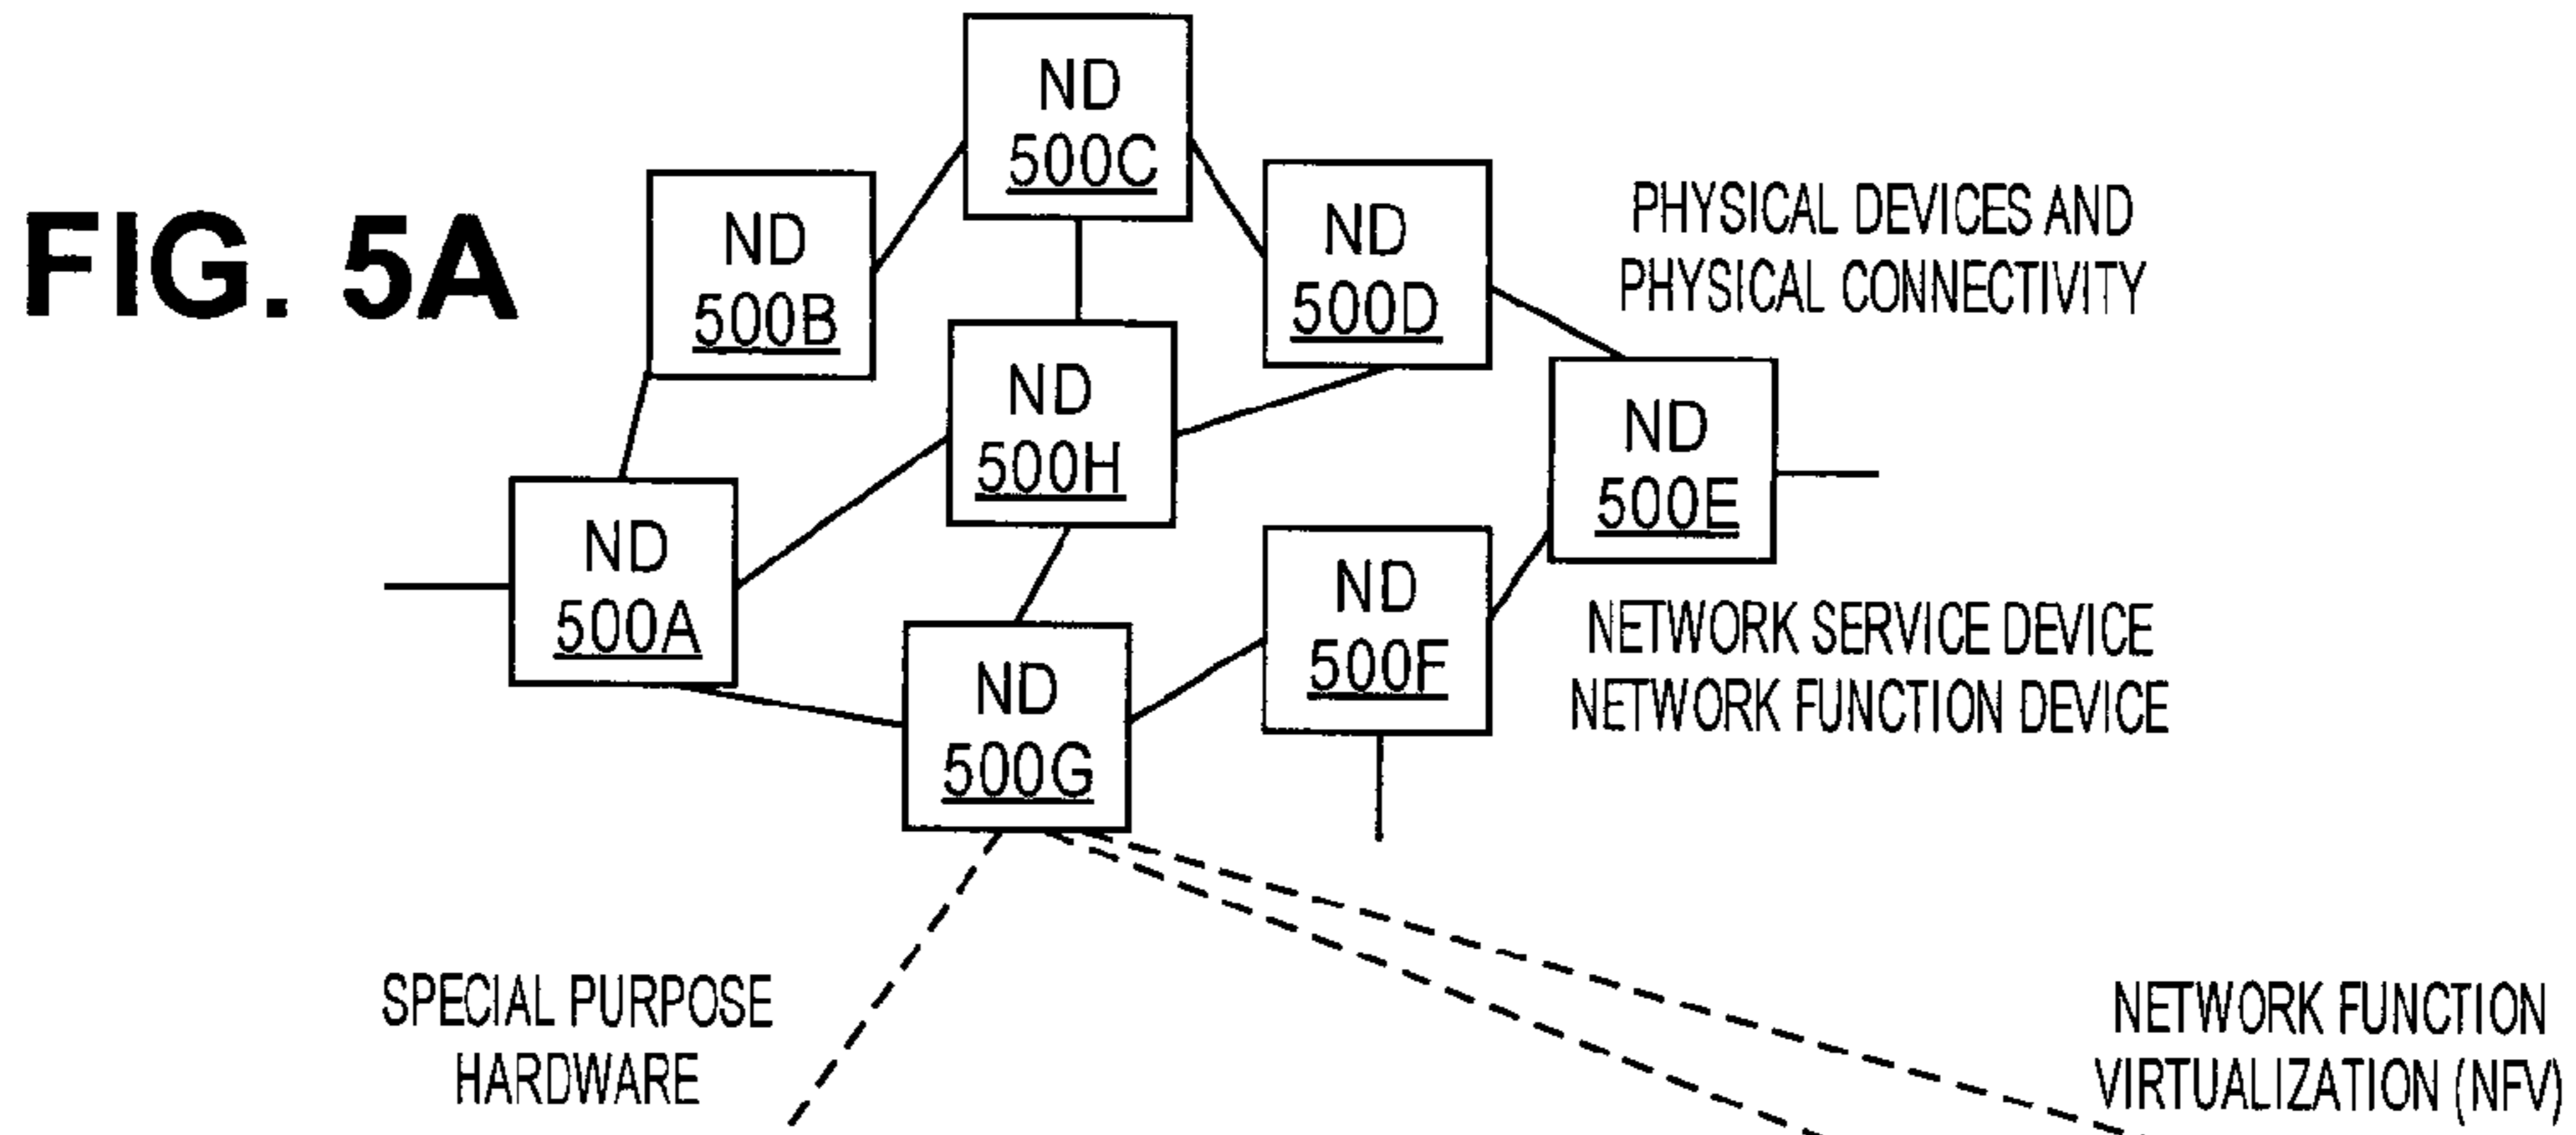 FIG. 5A
ND
500C
ND
500B
ND
500D
PHYSICAL DEVICES AND
PHYSICAL CONNECTIVITY
ND
500H
ND
500E
ND
500A
ND
500F
NETWORK SERVICE DEVICE
NETWORK FUNCTION DEVICE
ND
500G
SPECIAL PURPOSE
HARDWARE
NETWORK FUNCTION
VIRTUALIZATION (NFV)